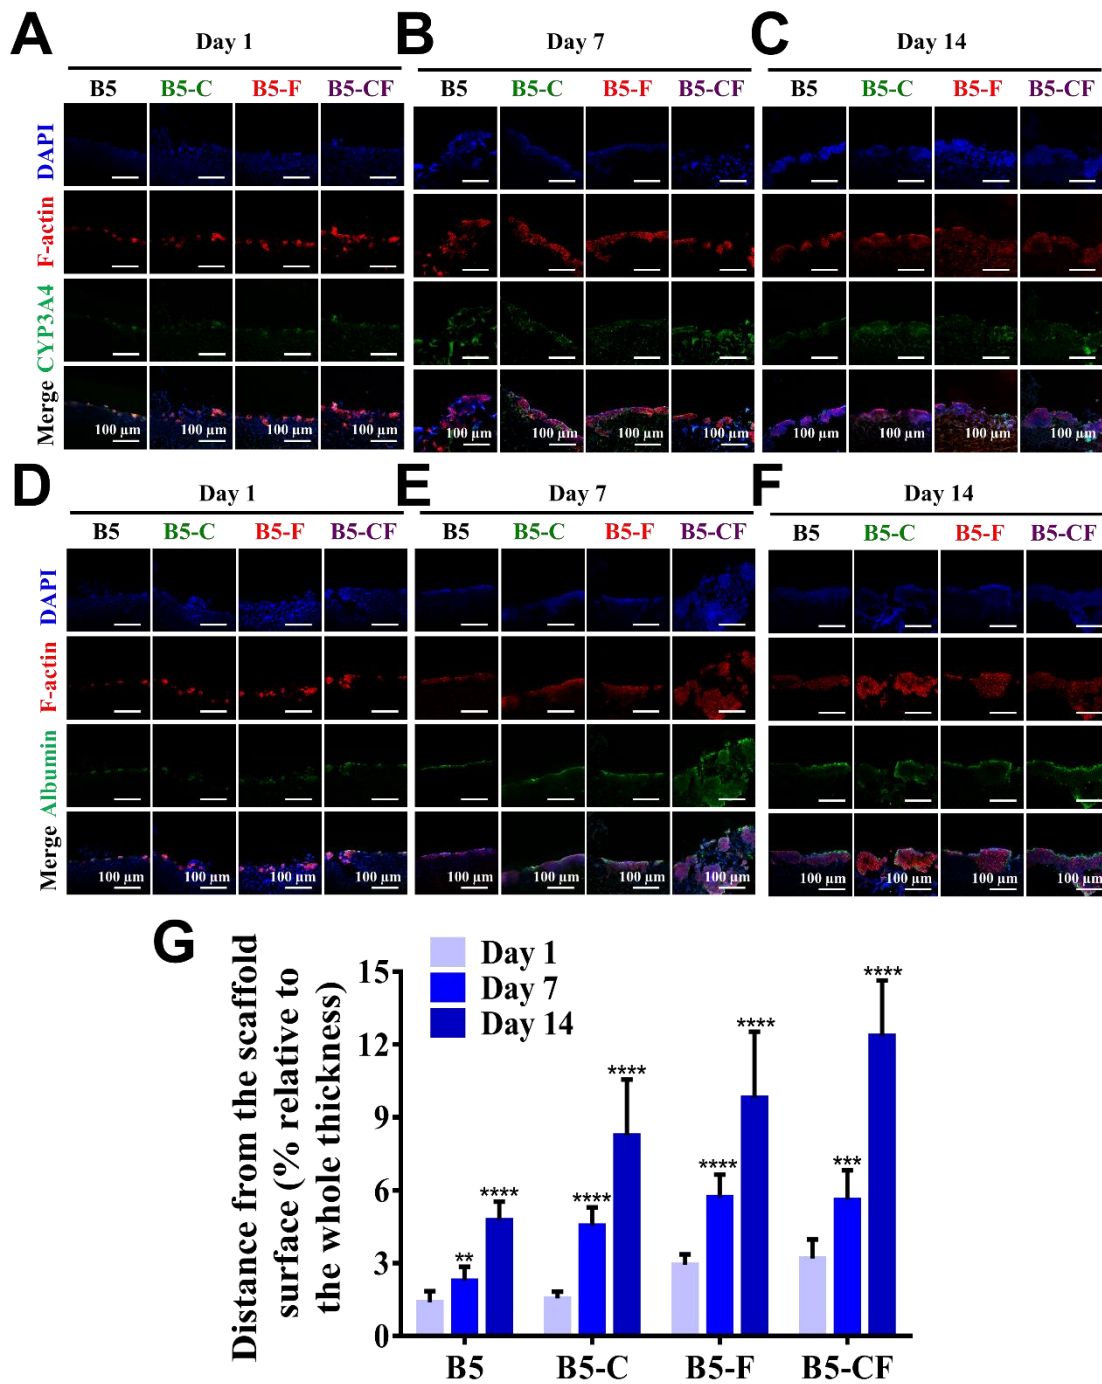 A
Day 1
B5 B5-C B5-F B5-CF
DAPI
F-actin
CYP3A4
Merge
100 µm 100 µm 100 µm 100 µm
B
Day 7
B5 B5-C B5-F B5-CF
100 µm 100 µm 100 µm 100 µm
C
Day 14
B5 B5-C B5-F B5-CF
100 µm 100 µm 100 µm 100 µm
D
Day 1
B5 B5-C B5-F B5-CF
DAPI
F-actin
Albumin
Merge
100 µm 100 µm 100 µm 100 µm
E
Day 7
B5 B5-C B5-F B5-CF
100 µm 100 µm 100 µm 100 µm
F
Day 14
B5 B5-C B5-F B5-CF
100 µm 100 µm 100 µm 100 µm
G
Distance from the scaffold
surface (% relative to
the whole thickness)
Day 1
Day 7
Day 14
15
12
9
6
3
0
** ****
**** ****
**** ****
*** ****
B5 B5-C B5-F B5-CF